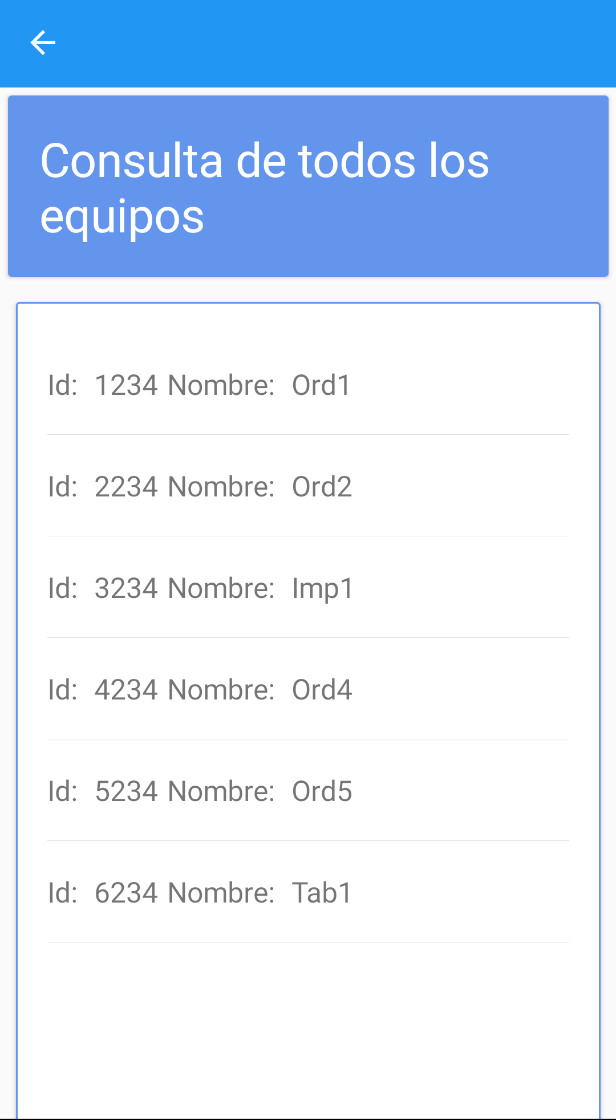 Consulta de todos los
equipos
Id: 1234 Nombre: Ord1
Id: 2234 Nombre: Ord2
Id: 3234 Nombre: Imp1
Id: 4234 Nombre: Ord4
Id: 5234 Nombre: Ord5
Id: 6234 Nombre: Tab1